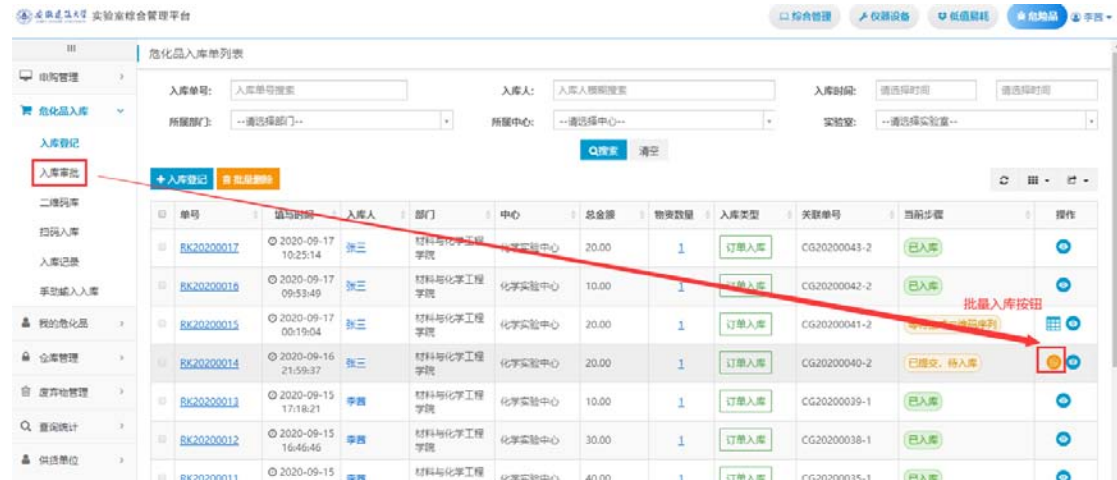 实验室综合管理平台
综合管理 仪器设备 低值易耗 危险品 李茜
申购管理
危化品入库
入库登记
入库审批
二维码库
扫码入库
入库记录
手动输入入库
我的危化品
仓库管理
废弃物管理
查询统计
供货单位
危化品入库单列表
入库单号: 入库单号搜索 入库人: 入库人模糊搜索 入库时间: 请选择时间 请选择时间
所属部门: --请选择部门-- 所属中心: --请选择中心-- 实验室: --请选择实验室--
搜索 清空
入库登记 批量删除
单号 填写时间 入库人 部门 中心 总金额 物资数量 入库类型 关联单号 当前步骤 操作
RK20200017 2020-09-17 10:25:14 张三 材料与化学工程学院 化学实验中心 20.00 1 订单入库 CG20200043-2 已入库
RK20200016 2020-09-17 09:53:49 张三 材料与化学工程学院 化学实验中心 10.00 1 订单入库 CG20200042-2 已入库
批量入库按钮
RK20200015 2020-09-17 00:19:04 张三 材料与化学工程学院 化学实验中心 20.00 1 订单入库 CG20200041-2
RK20200014 2020-09-16 21:59:37 张三 材料与化学工程学院 化学实验中心 20.00 1 订单入库 CG20200040-2 已提交，待入库
RK20200013 2020-09-15 17:18:21 李茜 材料与化学工程学院 化学实验中心 10.00 1 订单入库 CG20200039-1 已入库
RK20200012 2020-09-15 16:46:46 李茜 材料与化学工程学院 化学实验中心 30.00 1 订单入库 CG20200038-1 已入库
RK20200011 2020-09-15 李茜 材料与化学工程 化学实验中心 40.00 1 订单入库 CG20200035-1 已入库